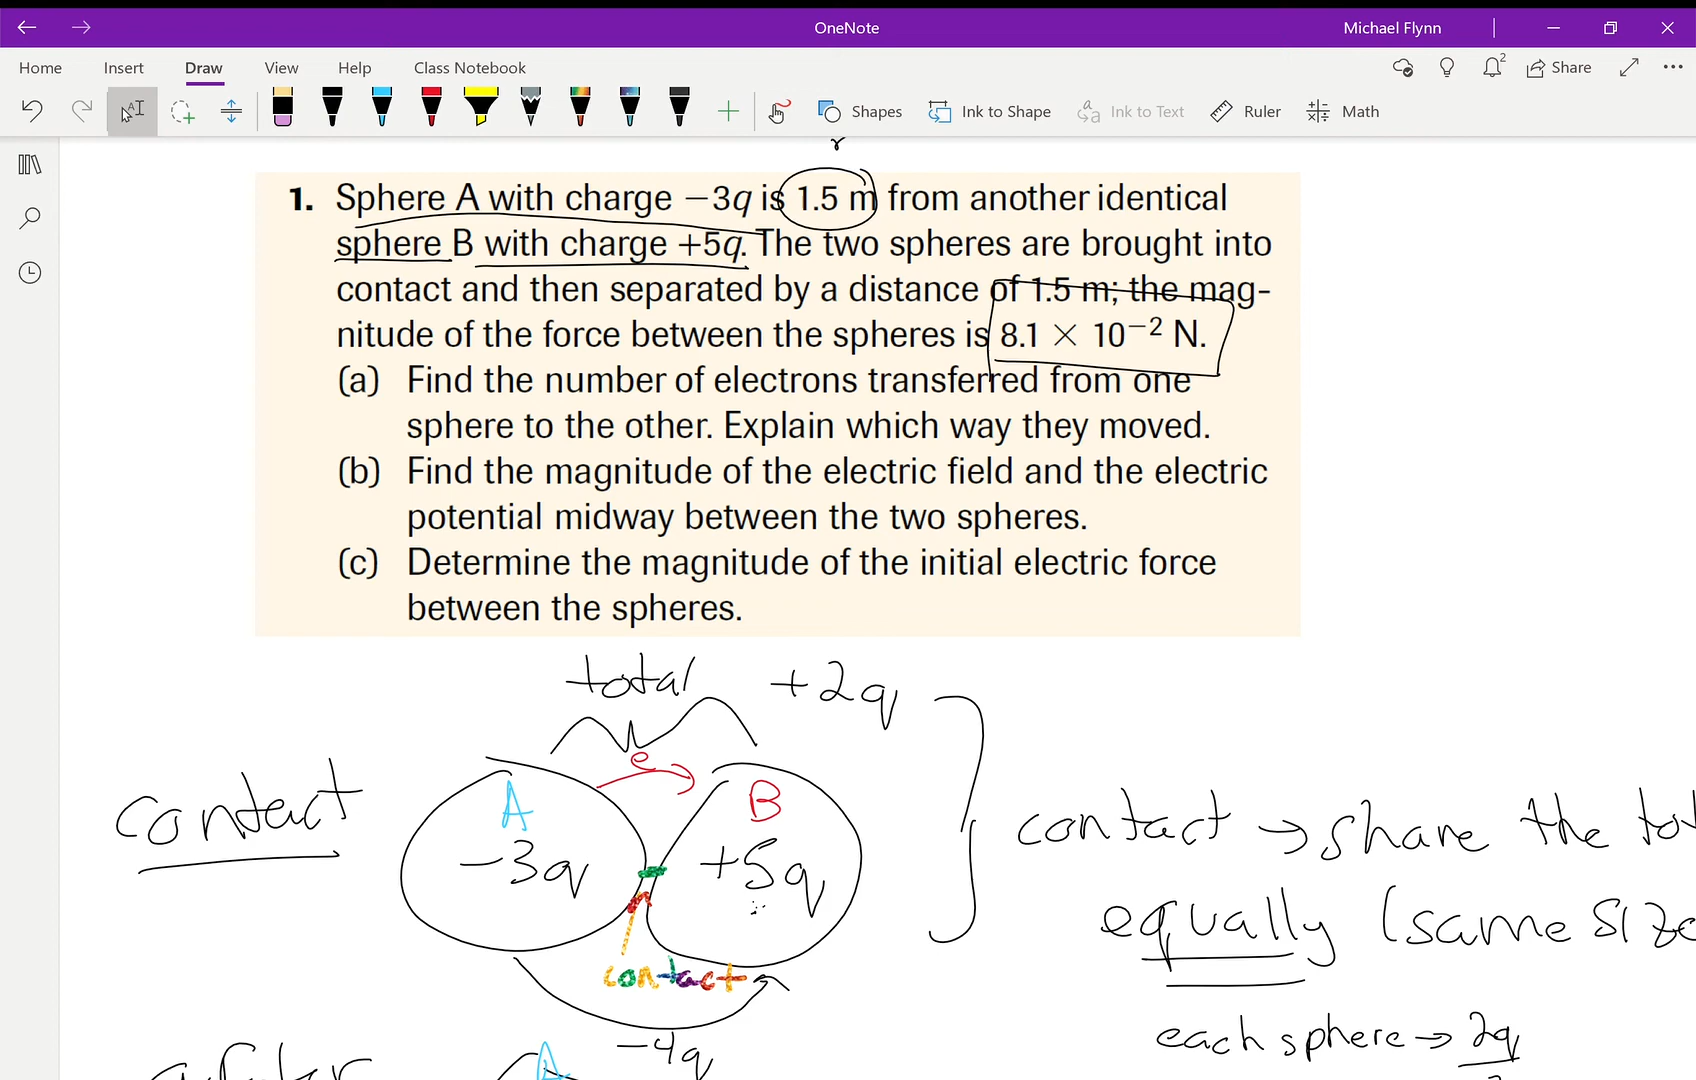 OneNote
Michael Flynn
Home Insert Draw View Help Class Notebook
2
Share
Shapes
Ink to Shape
Ink to Text
Ruler
Math
r
1. Sphere A with charge −3q is 1.5 m from another identical
sphere B with charge +5q. The two spheres are brought into
contact and then separated by a distance of 1.5 m; the mag-
nitude of the force between the spheres is 8.1 × 10⁻² N.
(a) Find the number of electrons transferred from one
sphere to the other. Explain which way they moved.
(b) Find the magnitude of the electric field and the electric
potential midway between the two spheres.
(c) Determine the magnitude of the initial electric force
between the spheres.
total +2q
e
contact
A
B
−3q
+5q
contact → share the tot
equally (same size
contact
−4q
each sphere → 2q
after
A